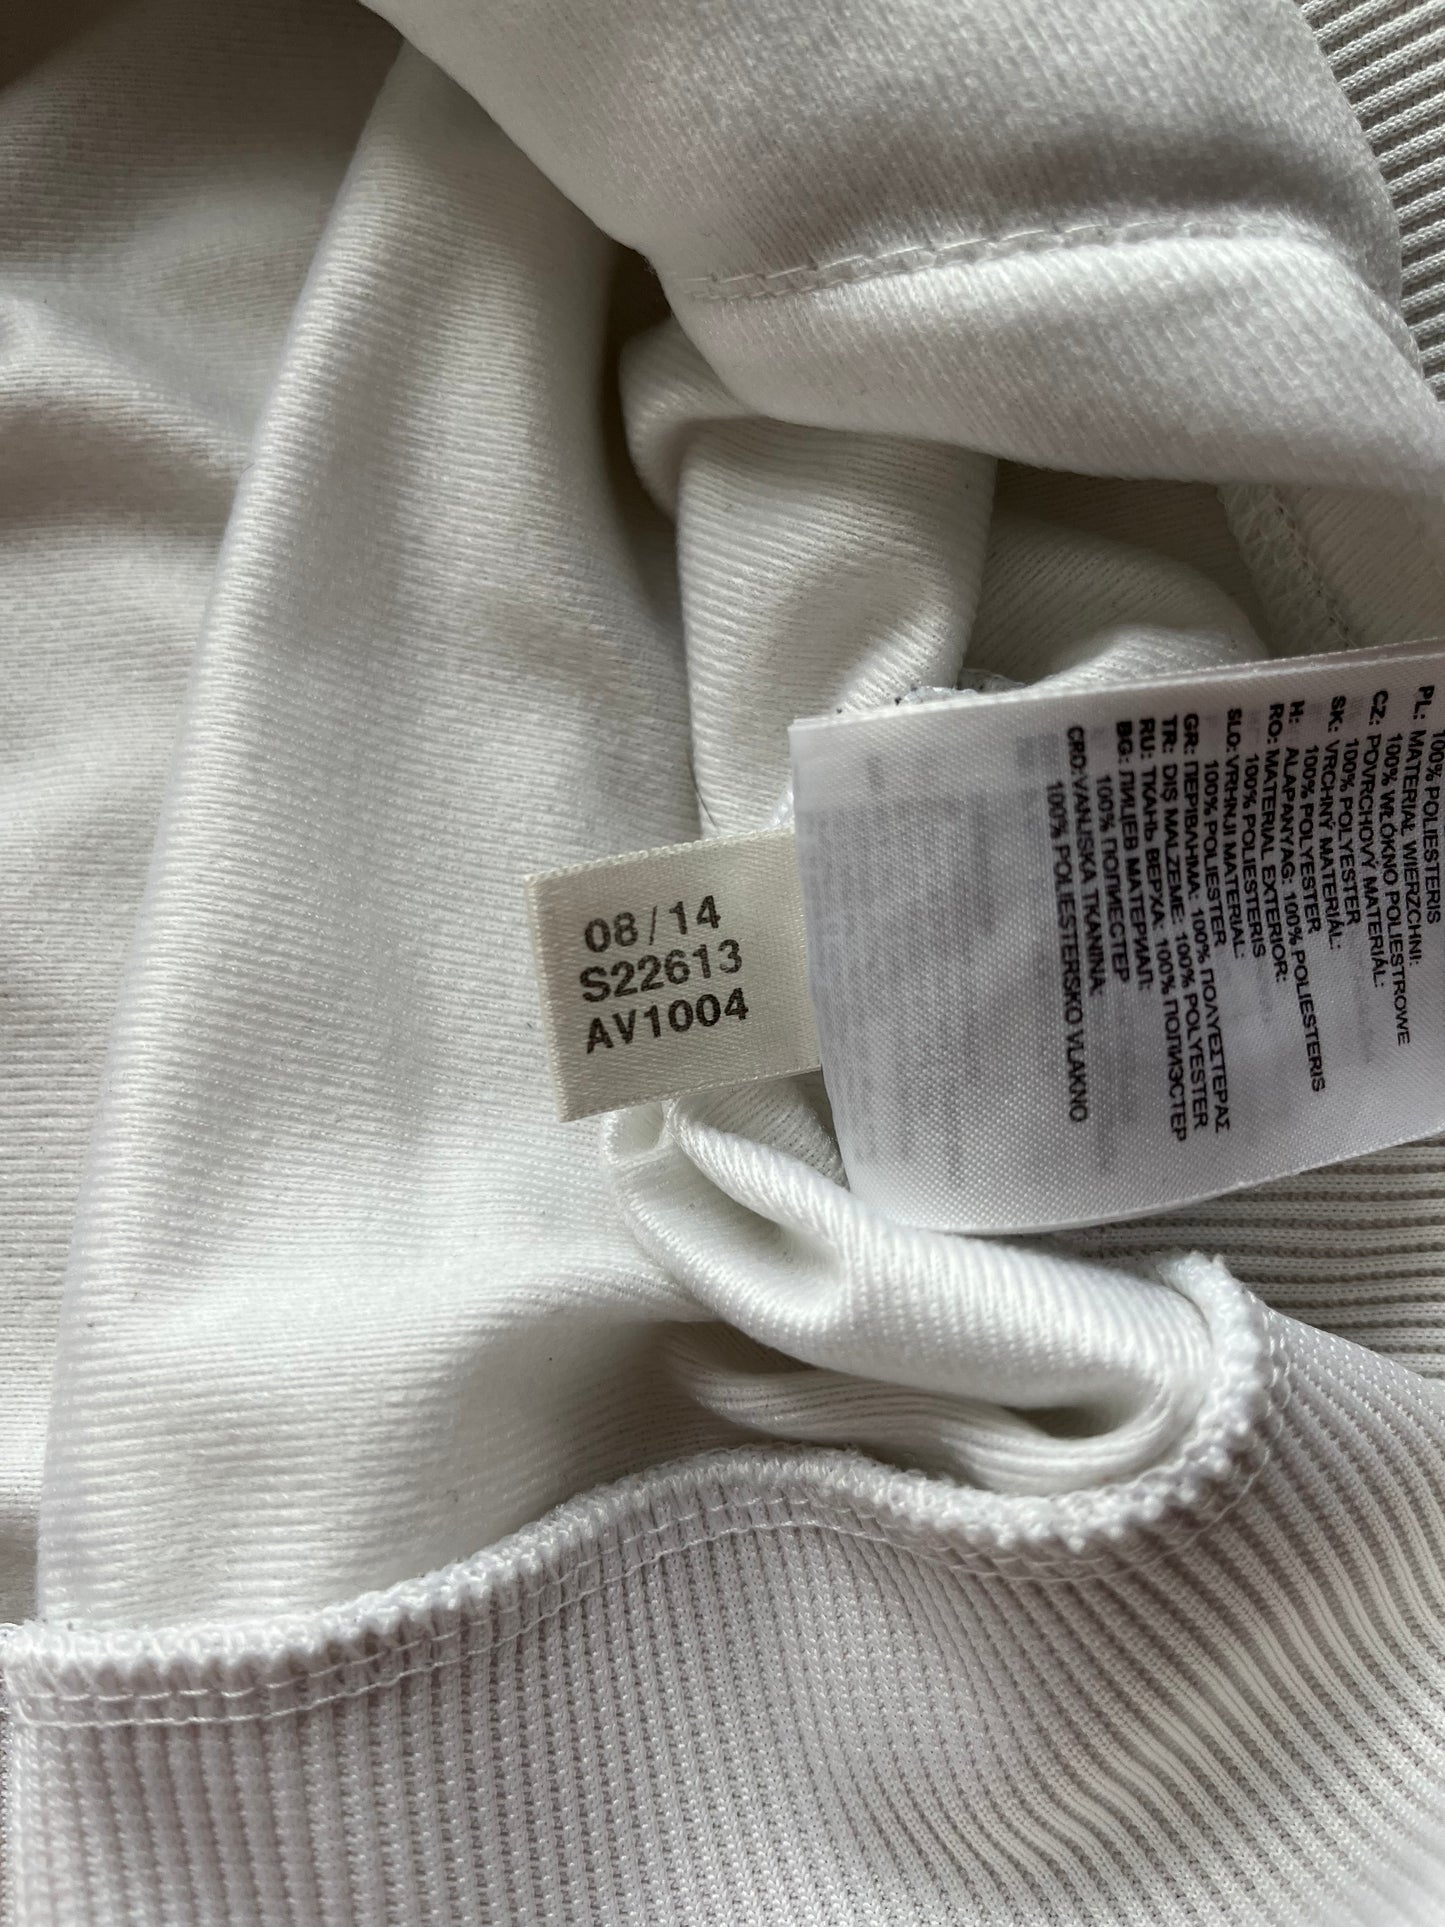 08/14
S22613
AV1004
100% POLIESTERIS
PL: MATERIAŁ WIERZCHNI:
100% WŁÓKNO POLIESTROWE
CZ: POVRCHOVÝ MATERIÁL:
100% POLYESTER
SK: VRCHNÝ MATERIÁL:
100% POLYESTER
H: ALAPANYAG: 100% POLIESTER
RO: MATERIAL EXTERIOR:
100% POLIESTER
SLO: VRHNJI MATERIAL:
100% POLIESTER
GR: ΠΕΡΙΒΛΗΜΑ: 100% ΠΟΛΥΕΣΤΕΡΑΣ
TR: DIŞ MALZEME: 100% POLYESTER
RU: ТКАНЬ ВЕРХА: 100% ПОЛИЭСТЕР
BG: ЛИЦЕВ МАТЕРИАЛ:
100% ПОЛИЕСТЕР
CRO: VANJSKA TKANINA:
100% POLIESTERSKO VLAKNO